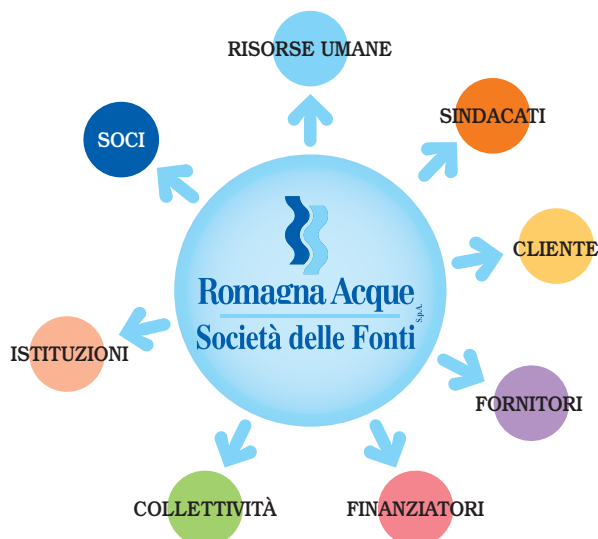 RISORSE UMANE
SINDACATI
SOCI
CLIENTE
Romagna Acque
S.p.A.
Società delle Fonti
ISTITUZIONI
FORNITORI
COLLETTIVITÀ
FINANZIATORI